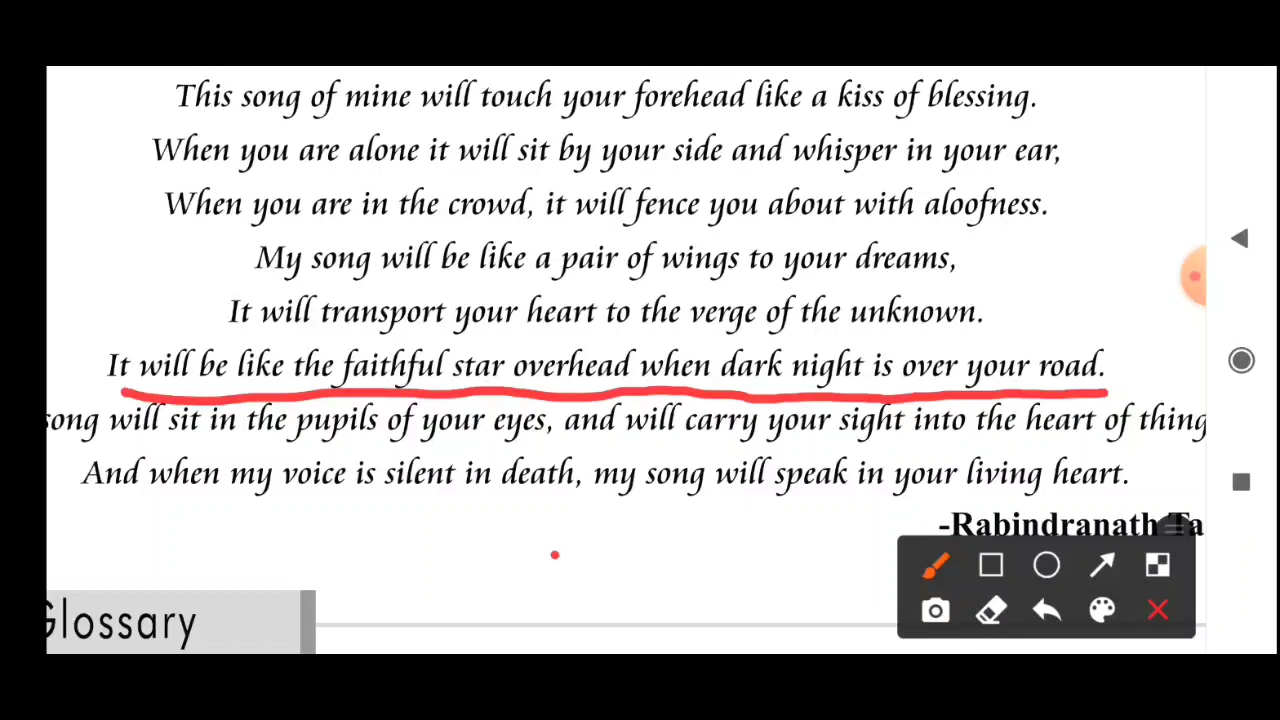 This song of mine will touch your forehead like a kiss of blessing.
When you are alone it will sit by your side and whisper in your ear,
When you are in the crowd, it will fence you about with aloofness.
My song will be like a pair of wings to your dreams,
It will transport your heart to the verge of the unknown.
It will be like the faithful star overhead when dark night is over your road.
song will sit in the pupils of your eyes, and will carry your sight into the heart of thing
And when my voice is silent in death, my song will speak in your living heart.
-Rabindranath Ta
Glossary